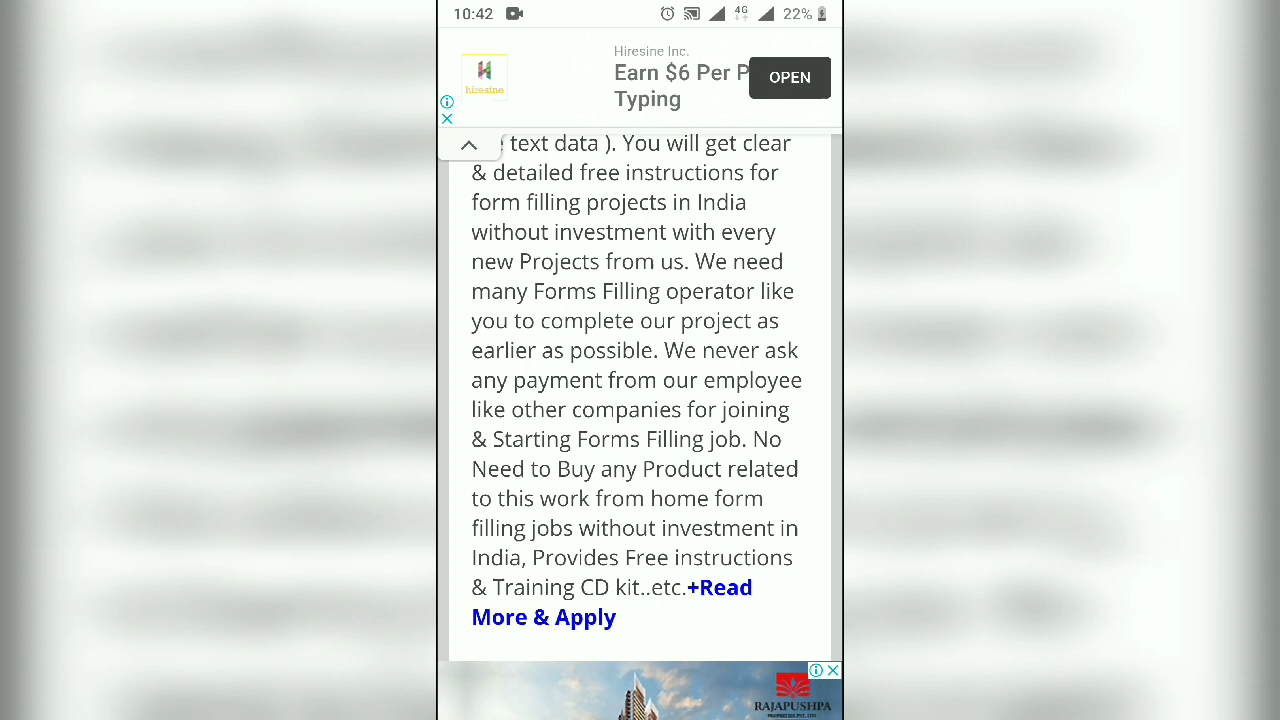 10:42
4G
22%
Hiresine Inc.
Earn $6 Per P
Typing
OPEN
hiresine
text data ). You will get clear
& detailed free instructions for
form filling projects in India
without investment with every
new Projects from us. We need
many Forms Filling operator like
you to complete our project as
earlier as possible. We never ask
any payment from our employee
like other companies for joining
& Starting Forms Filling job. No
Need to Buy any Product related
to this work from home form
filling jobs without investment in
India, Provides Free instructions
& Training CD kit..etc.+Read
More & Apply
RAJAPUSHPA